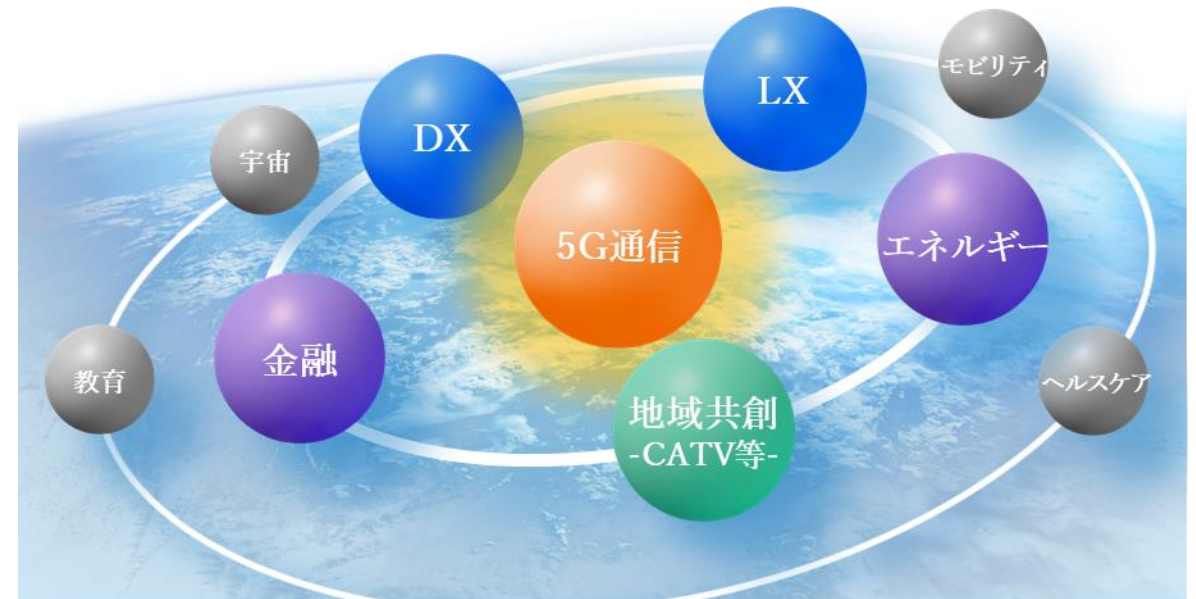 LX
モビリティ
DX
宇宙
5G通信
エネルギー
金融
教育
ヘルスケア
地域共創
-CATV等-